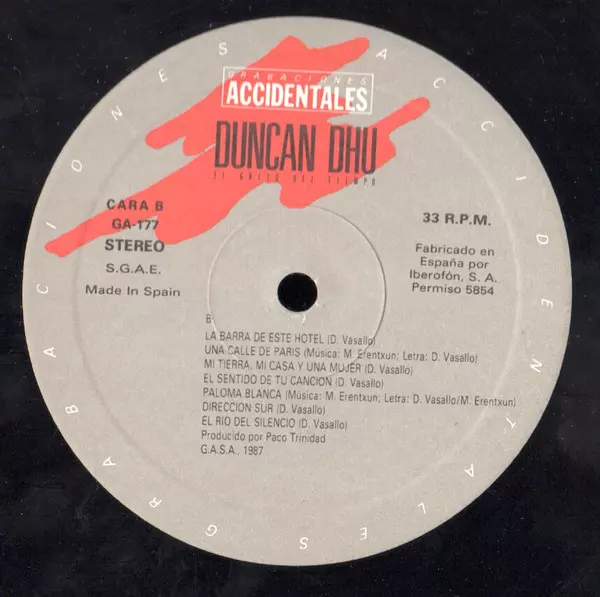 GRABACIONES ACCIDENTALES
GRABACIONES
ACCIDENTALES
DUNCAN DHU
EL GRITO DEL TIEMPO
CARA B
GA-177
STEREO
S.G.A.E.
Made In Spain
33 R.P.M.
Fabricado en
España por
Iberofón, S. A.
Permiso 5854
B
LA BARRA DE ESTE HOTEL (D. Vasallo)
UNA CALLE DE PARIS (Música: M. Erentxun; Letra: D. Vasallo)
MI TIERRA, MI CASA Y UNA MUJER (D. Vasallo)
EL SENTIDO DE TU CANCION (D. Vasallo)
PALOMA BLANCA (Música: M. Erentxun; Letra: D. Vasallo/M. Erentxun)
DIRECCION SUR (D. Vasallo)
EL RIO DEL SILENCIO (D. Vasallo)
Producido por Paco Trinidad
G.A.S.A., 1987